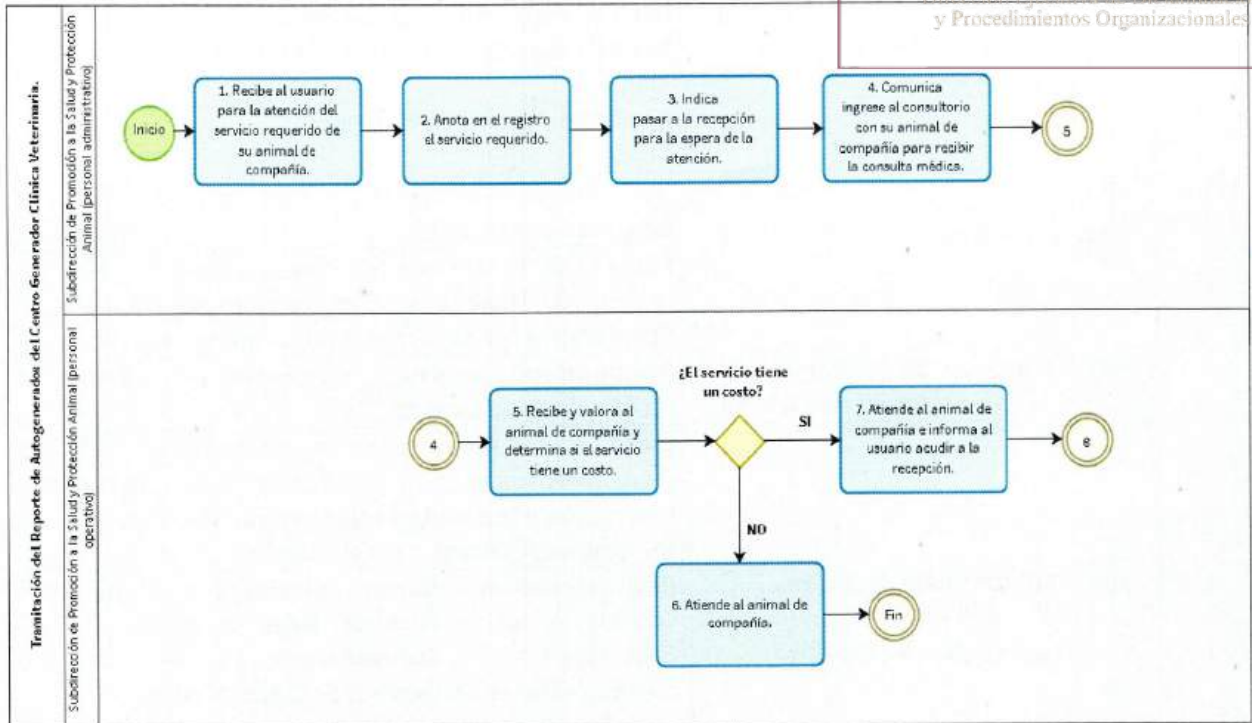 y Procedimientos Organizacionales
Tramitación del Reporte de Autogenerados del Centro Generador Clínica Veterinaria.
Subdirección de Promoción a la Salud y Protección
Animal (personal administrativo)
Inicio
1. Recibe al usuario
para la atención del
servicio requerido de
su animal de
compañía.
2. Anota en el registro
el servicio requerido.
3. Indica
pasar a la recepción
para la espera de la
atención.
4. Comunica
ingrese al consultorio
con su animal de
compañía para recibir
la consulta médica.
5
Subdirección de Promoción a la Salud y Protección Animal (personal
operativo)
4
5. Recibe y valora al
animal de compañía y
determina si el servicio
tiene un costo.
¿El servicio tiene
un costo?
SI
7. Atiende al animal de
compañía e informa al
usuario acudir a la
recepción.
8
NO
6. Atiende al animal de
compañía.
Fin